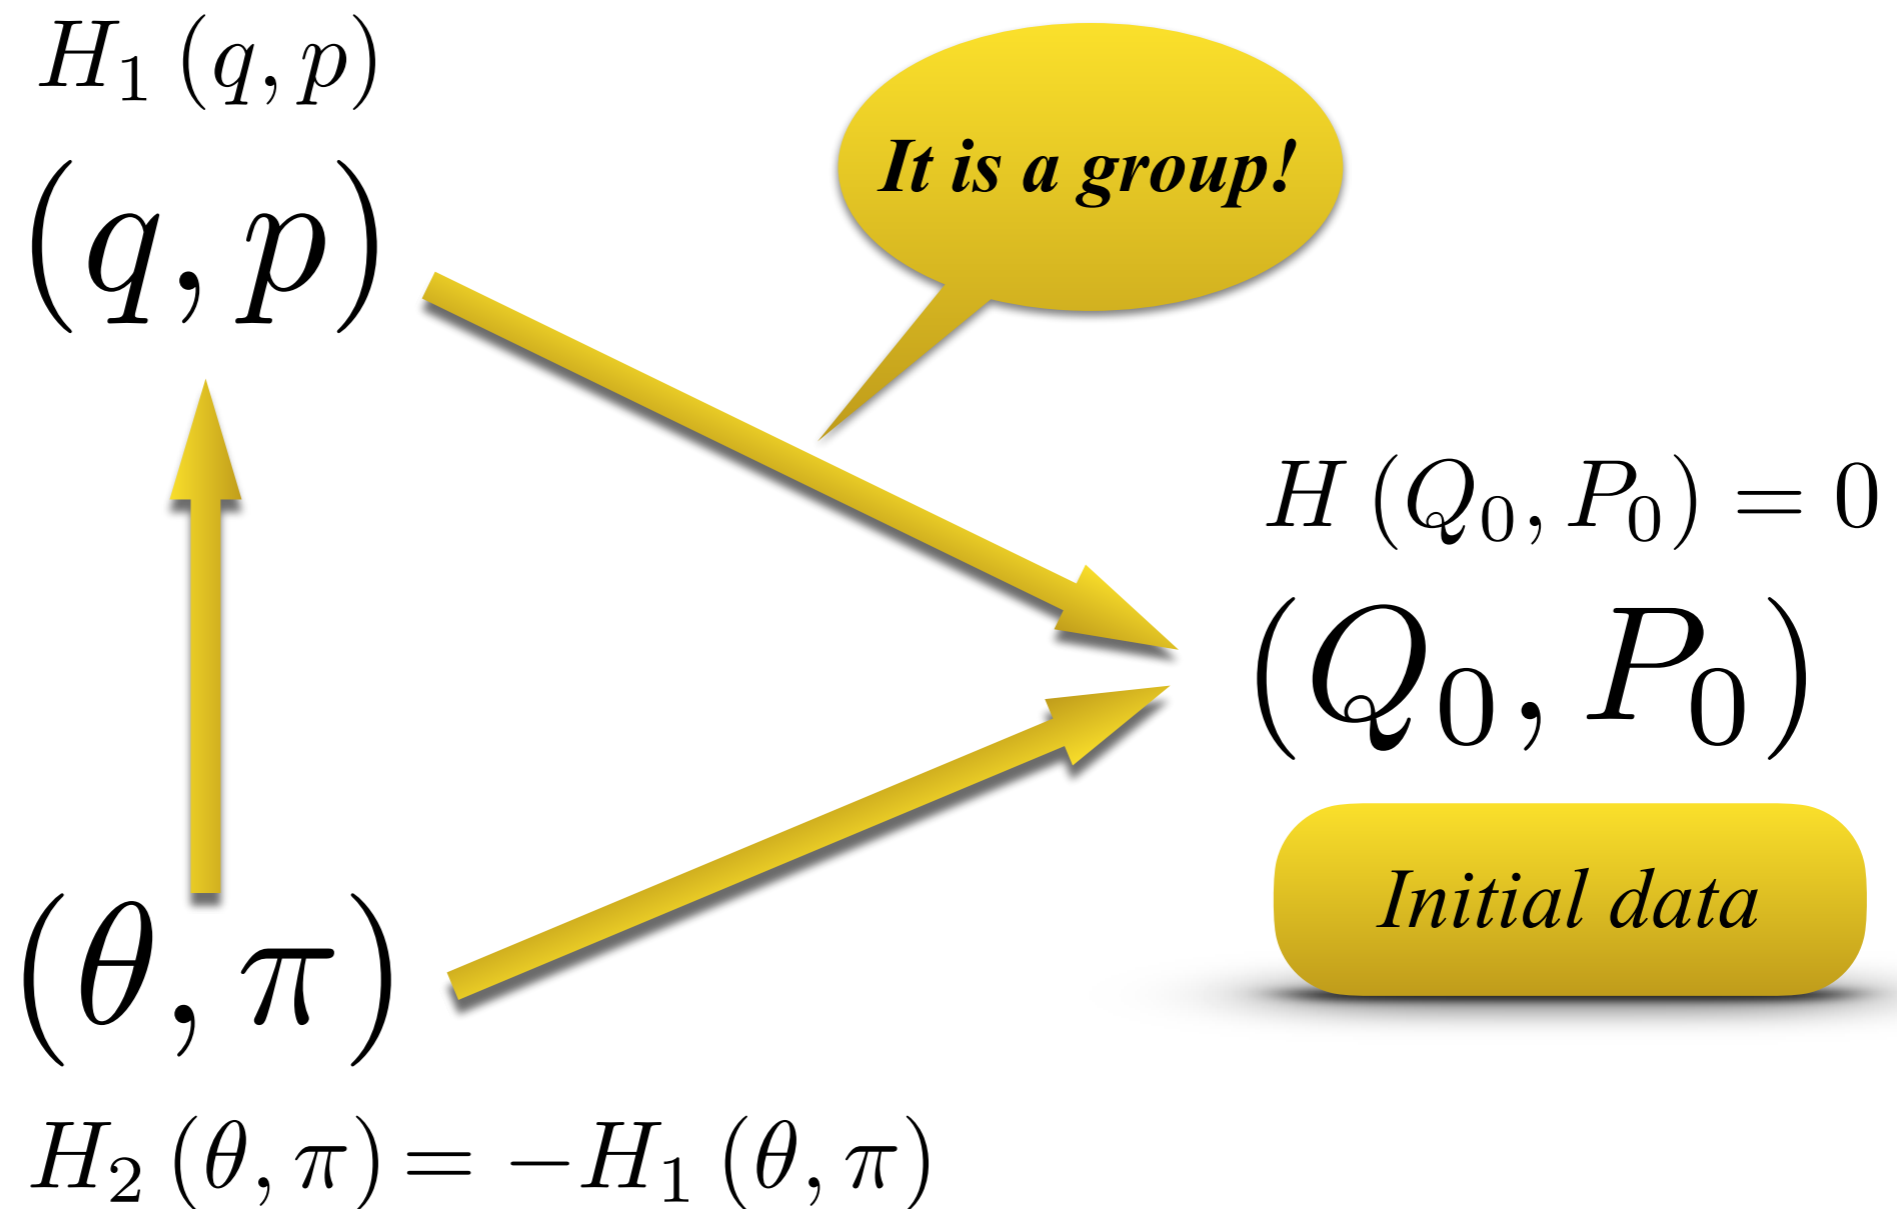 H₁ (q, p)
(q, p)
It is a group!
H (Q₀, P₀) = 0
(Q₀, P₀)
Initial data
(θ, π)
H₂ (θ, π) = −H₁ (θ, π)